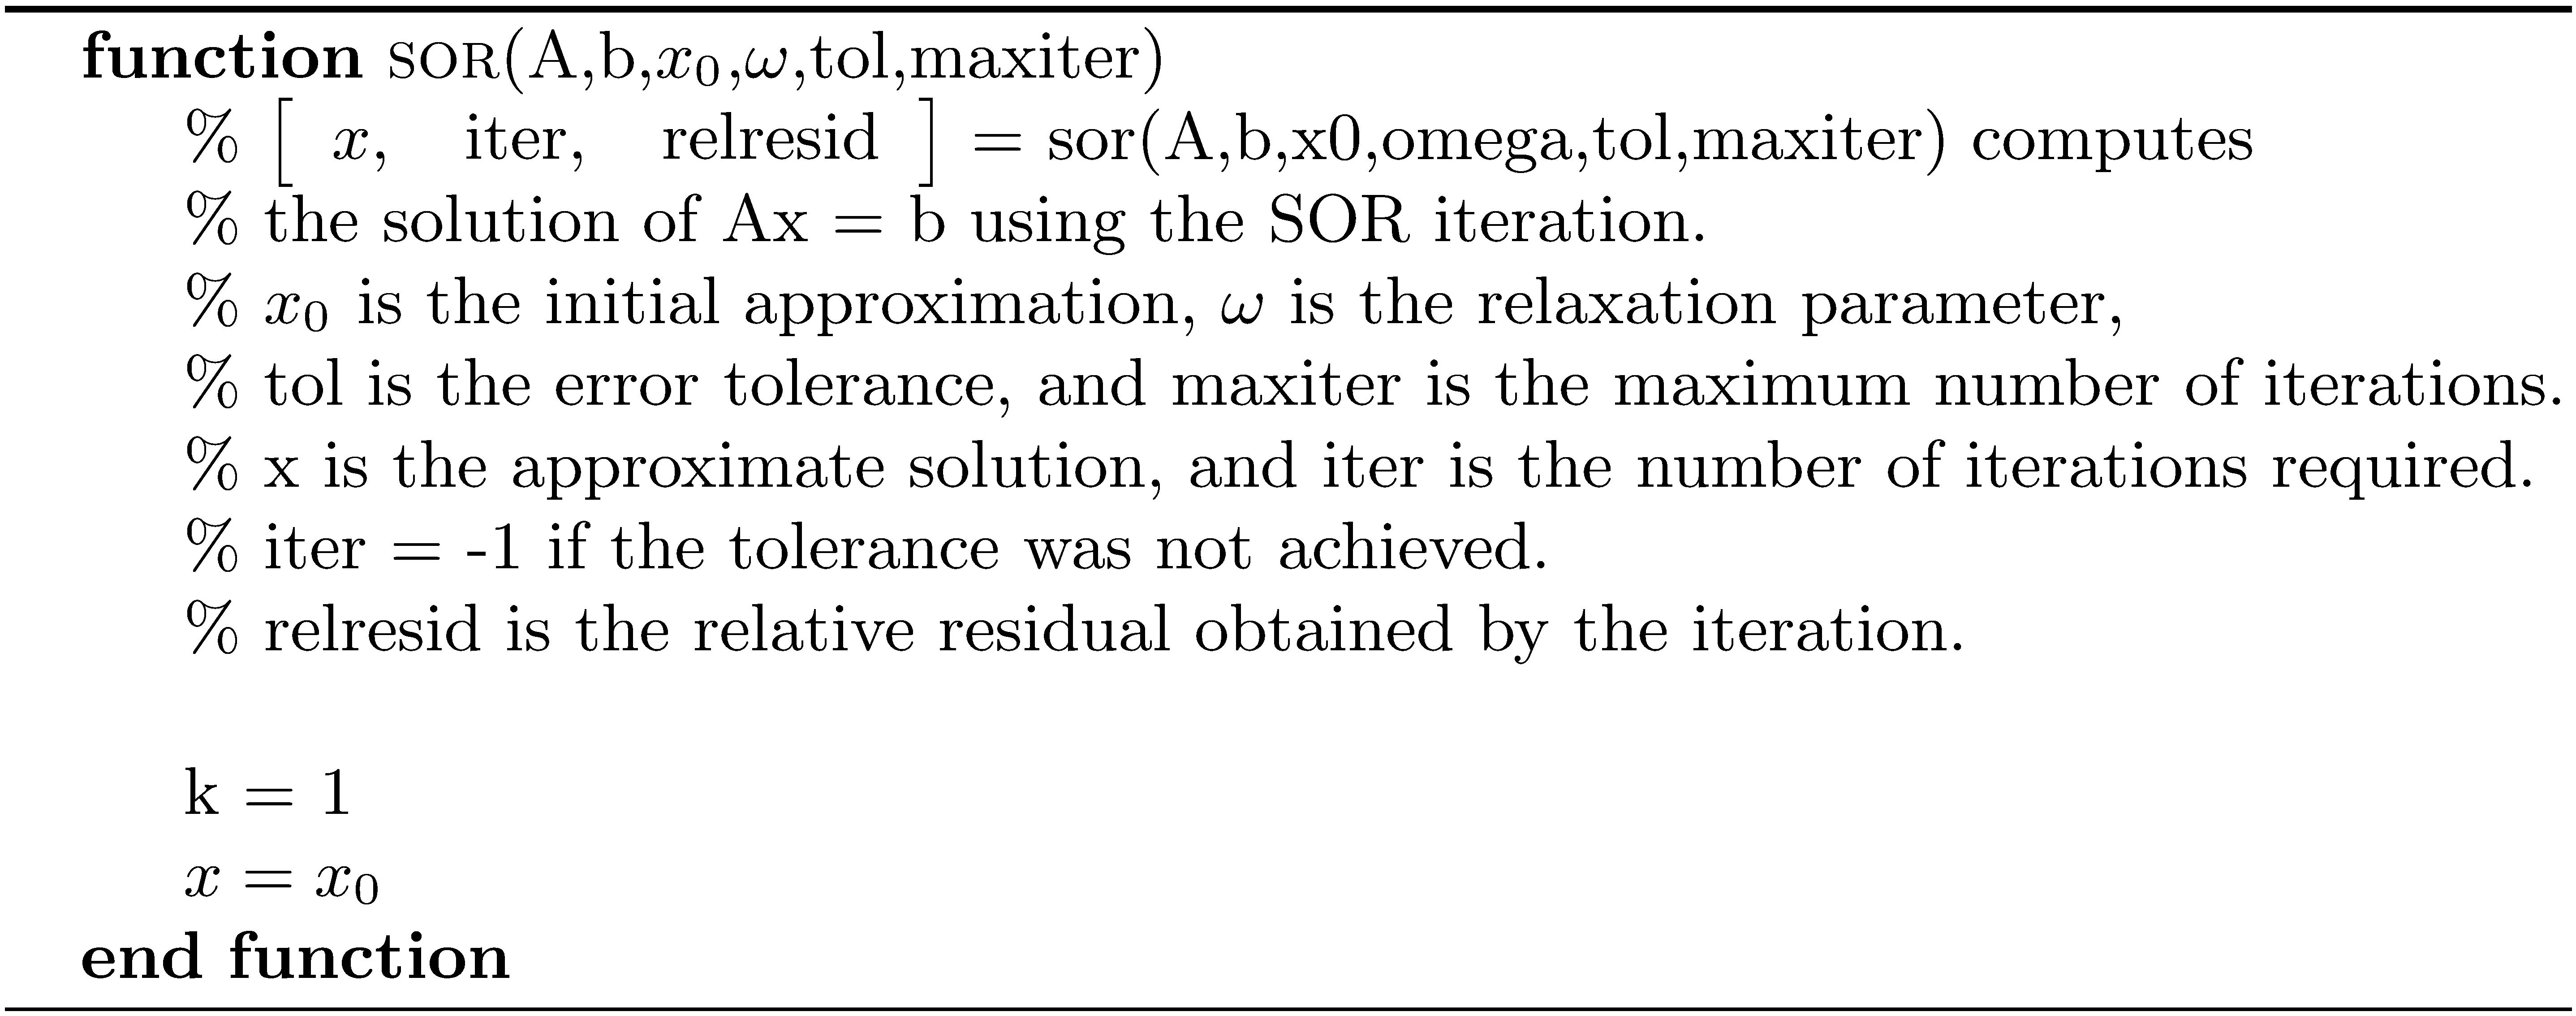 function SOR(A,b,x₀,ω,tol,maxiter)
% [ x, iter, relresid ] = sor(A,b,x0,omega,tol,maxiter) computes
% the solution of Ax = b using the SOR iteration.
% x₀ is the initial approximation, ω is the relaxation parameter,
% tol is the error tolerance, and maxiter is the maximum number of iterations.
% x is the approximate solution, and iter is the number of iterations required.
% iter = -1 if the tolerance was not achieved.
% relresid is the relative residual obtained by the iteration.
k = 1
x = x₀
end function